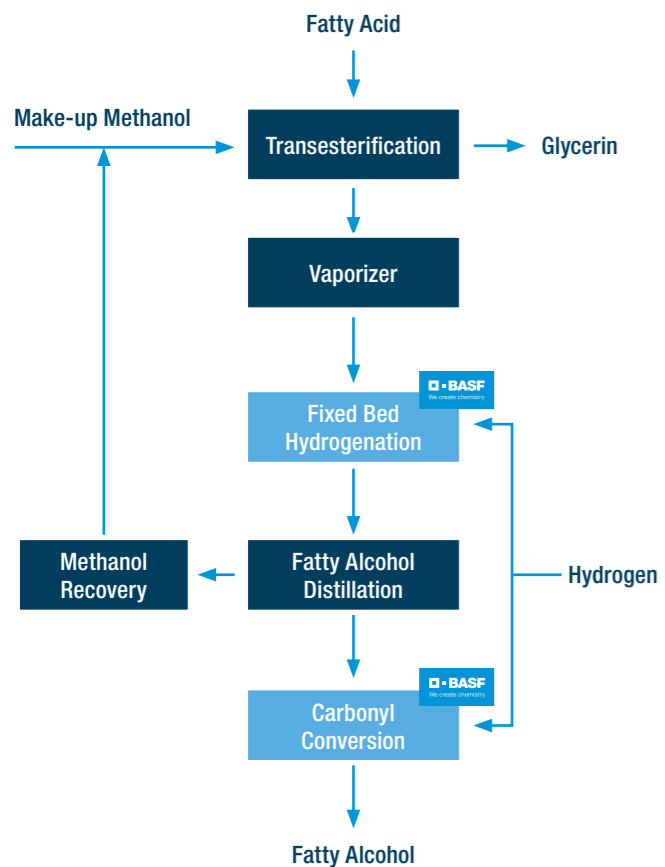 Fatty Acid
Make-up Methanol
Transesterification
Glycerin
Vaporizer
BASF
We create chemistry
Fixed Bed
Hydrogenation
Methanol
Recovery
Fatty Alcohol
Distillation
Hydrogen
BASF
We create chemistry
Carbonyl
Conversion
Fatty Alcohol